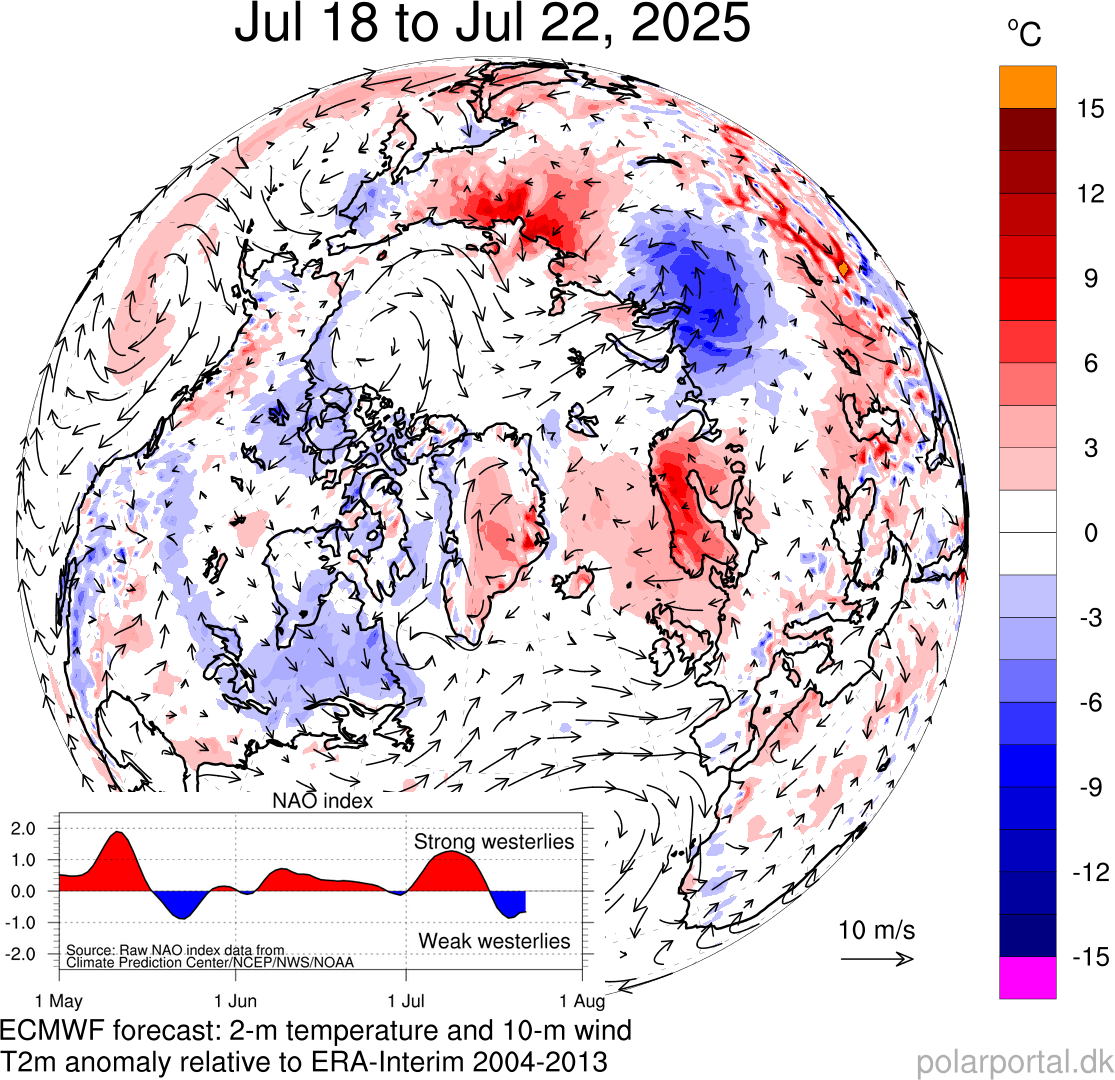 Jul 18 to Jul 22, 2025
°C
15
12
9
6
3
0
-3
-6
-9
-12
-15
10 m/s
NAO index
2.0
1.0
0.0
-1.0
-2.0
Strong westerlies
Weak westerlies
Source: Raw NAO index data from
Climate Prediction Center/NCEP/NWS/NOAA
1 May
1 Jun
1 Jul
1 Aug
ECMWF forecast: 2-m temperature and 10-m wind
T2m anomaly relative to ERA-Interim 2004-2013
polarportal.dk